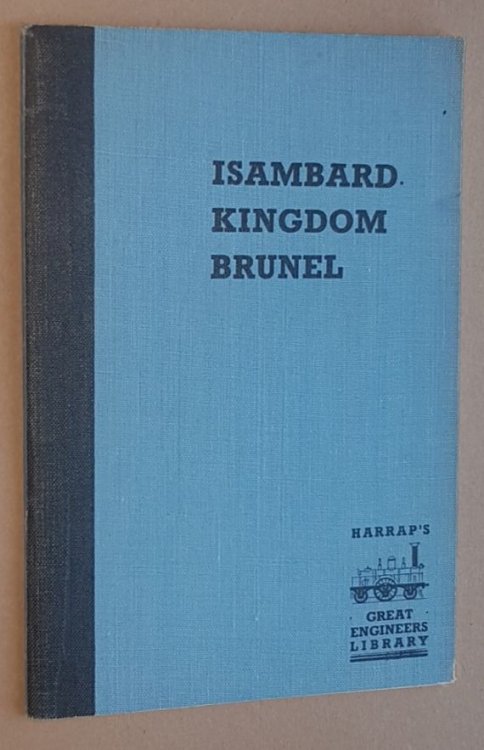 ISAMBARD
KINGDOM
BRUNEL
HARRAP'S
GREAT
ENGINEERS
LIBRARY